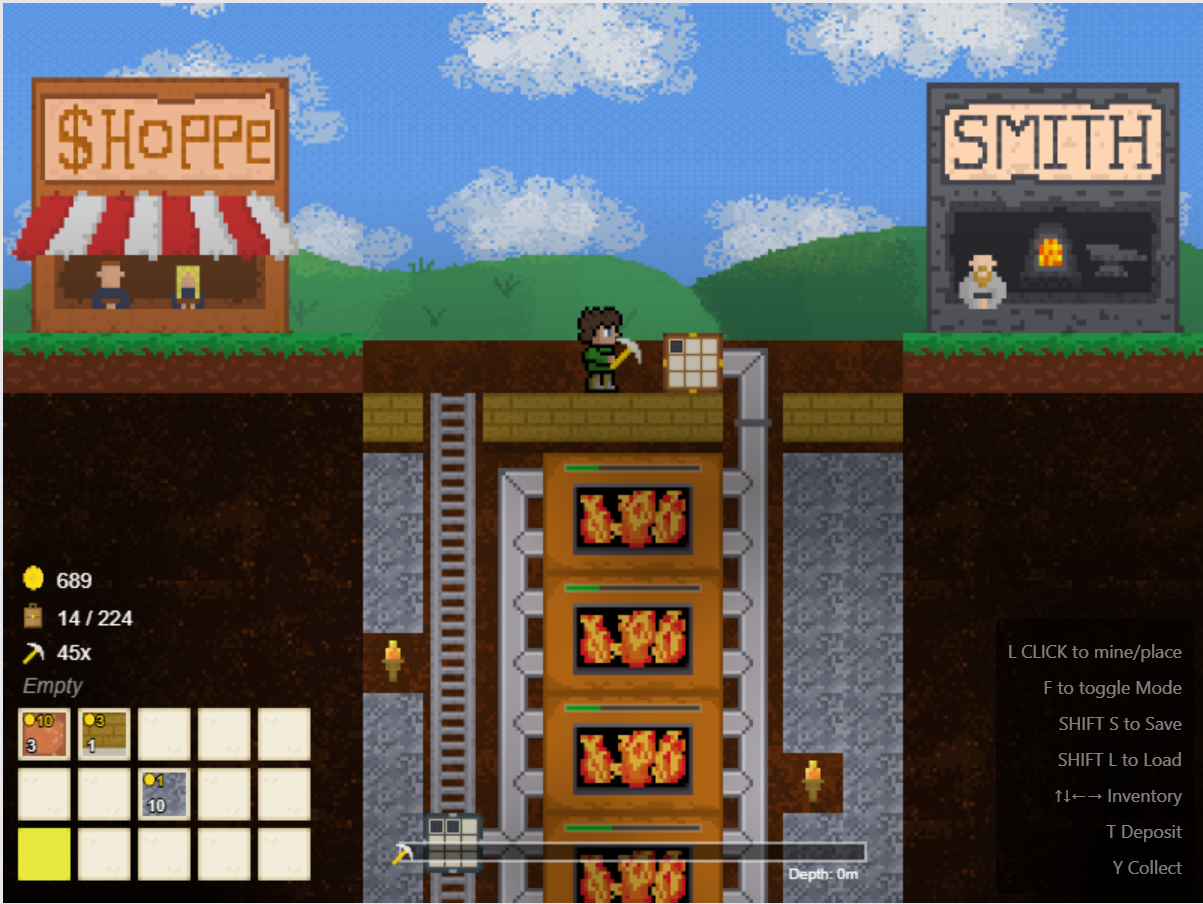 $HOPPE
SMITH
689
14 / 224
45x
Empty
10
3
3
1
1
10
L CLICK to mine/place
F to toggle Mode
SHIFT S to Save
SHIFT L to Load
↑↓←→ Inventory
T Deposit
Y Collect
Depth: 0m